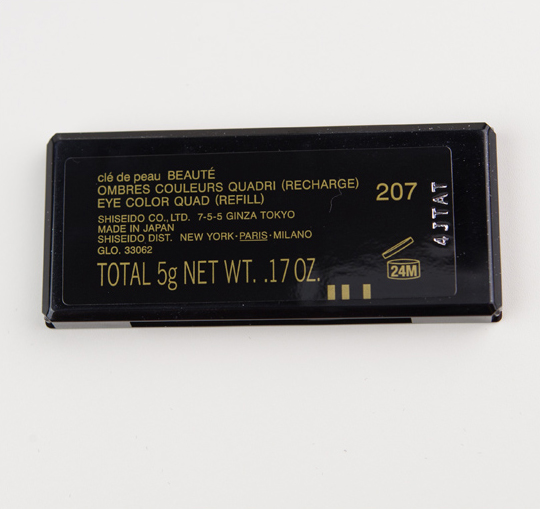 clé de peau BEAUTÉ
OMBRES COULEURS QUADRI (RECHARGE)
EYE COLOR QUAD (REFILL)
207
SHISEIDO CO.,LTD. 7-5-5 GINZA TOKYO
MADE IN JAPAN
SHISEIDO DIST. NEW YORK·PARIS·MILANO
GLO. 33062
TOTAL 5g NET WT. .17 OZ.
24M
4JTAT